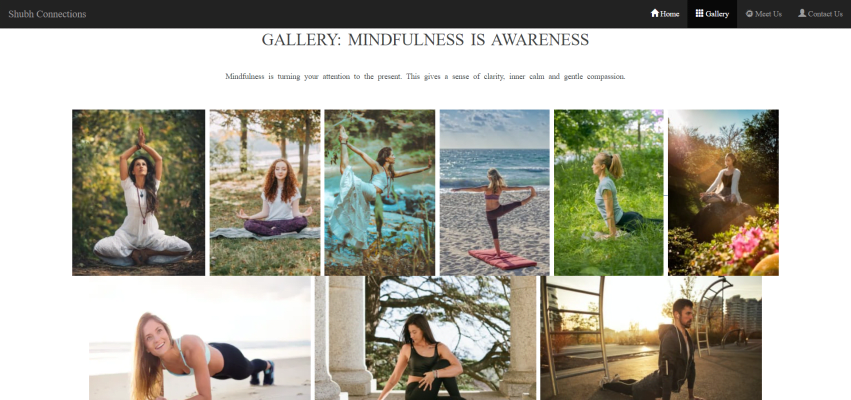 Shubh Connections
Home Gallery Meet Us Contact Us
GALLERY: MINDFULNESS IS AWARENESS
Mindfulness is turning your attention to the present. This gives a sense of clarity, inner calm and gentle compassion.